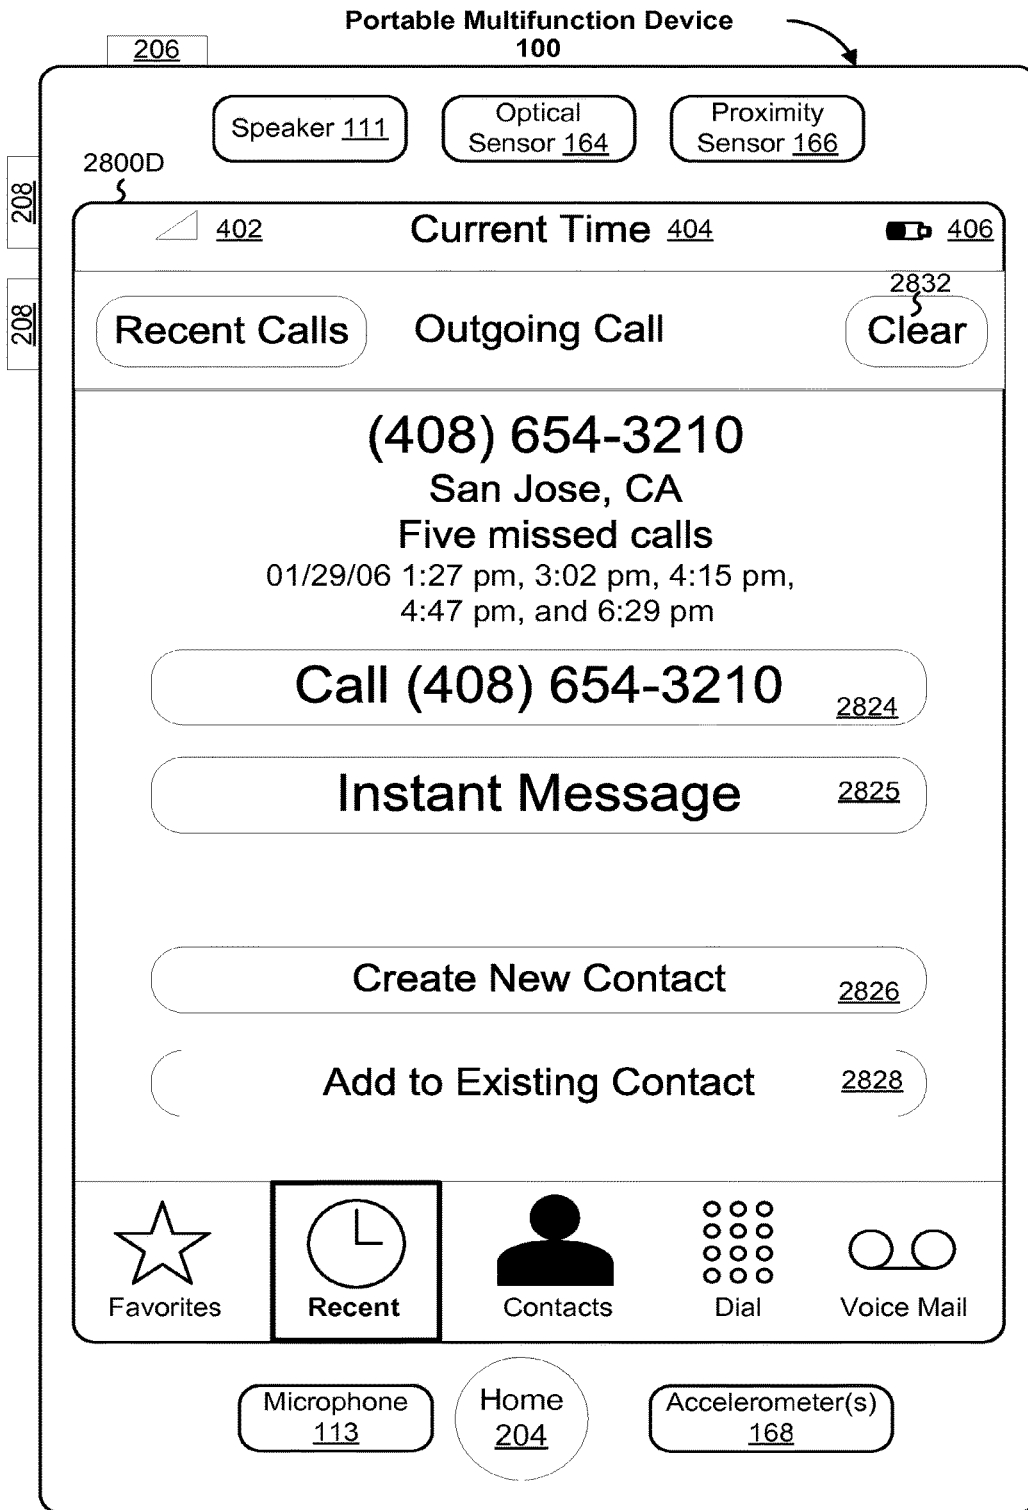 Portable Multifunction Device
100
206
Speaker 111
Optical
Sensor 164
Proximity
Sensor 166
2800D
208
208
402
Current Time 404
406
2832
Recent Calls
Outgoing Call
Clear
(408) 654-3210
San Jose, CA
Five missed calls
01/29/06 1:27 pm, 3:02 pm, 4:15 pm,
4:47 pm, and 6:29 pm
Call (408) 654-3210
2824
Instant Message
2825
Create New Contact
2826
Add to Existing Contact
2828
Favorites
Recent
Contacts
Dial
Voice Mail
Microphone
113
Home
204
Accelerometer(s)
168